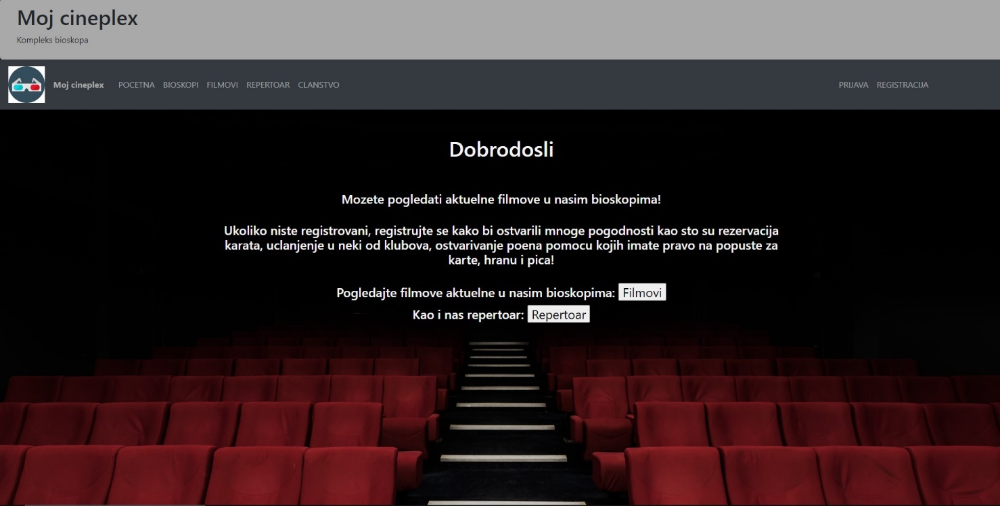 Moj cineplex
Kompleks bioskopa
Moj cineplex POCETNA BIOSKOPI FILMOVI REPERTOAR CLANSTVO PRIJAVA REGISTRACIJA
Dobrodosli
Mozete pogledati aktuelne filmove u nasim bioskopima!
Ukoliko niste registrovani, registrujte se kako bi ostvarili mnoge pogodnosti kao sto su rezervacija
karata, uclanjenje u neki od klubova, ostvarivanje poena pomocu kojih imate pravo na popuste za
karte, hranu i pica!
Pogledajte filmove aktuelne u nasim bioskopima: Filmovi
Kao i nas repertoar: Repertoar